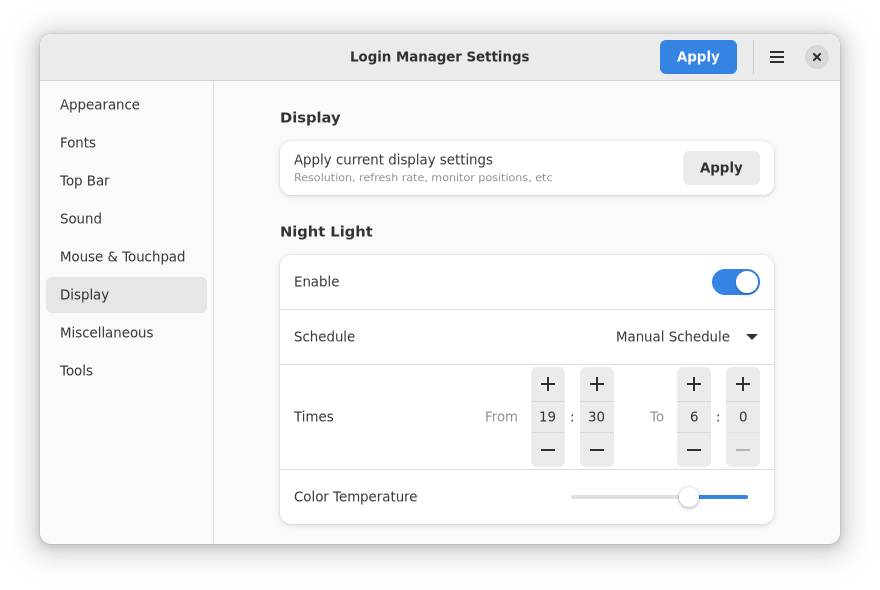 Login Manager Settings
Apply
Appearance
Fonts
Top Bar
Sound
Mouse & Touchpad
Display
Miscellaneous
Tools
Display
Apply current display settings
Resolution, refresh rate, monitor positions, etc
Apply
Night Light
Enable
Schedule
Manual Schedule
Times
From 19 : 30 To 6 : 0
Color Temperature